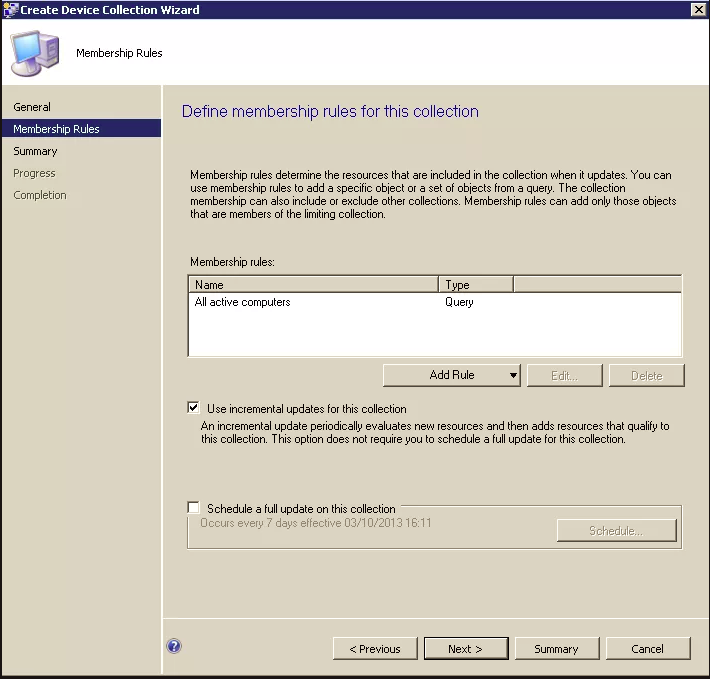 Create Device Collection Wizard
Membership Rules
General
Membership Rules
Summary
Progress
Completion
Define membership rules for this collection
Membership rules determine the resources that are included in the collection when it updates. You can
use membership rules to add a specific object or a set of objects from a query. The collection
membership can also include or exclude other collections. Membership rules can add only those objects
that are members of the limiting collection.
Membership rules:
Name Type
All active computers Query
Add Rule Edit... Delete
Use incremental updates for this collection
An incremental update periodically evaluates new resources and then adds resources that qualify to
this collection. This option does not require you to schedule a full update for this collection.
Schedule a full update on this collection
Occurs every 7 days effective 03/10/2013 16:11
Schedule...
? < Previous Next > Summary Cancel